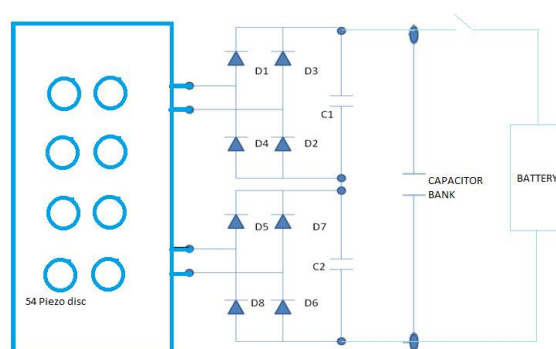 D1
D3
C1
D4
D2
CAPACITOR
BANK
BATTERY
D5
D7
C2
D8
D6
54 Piezo disc